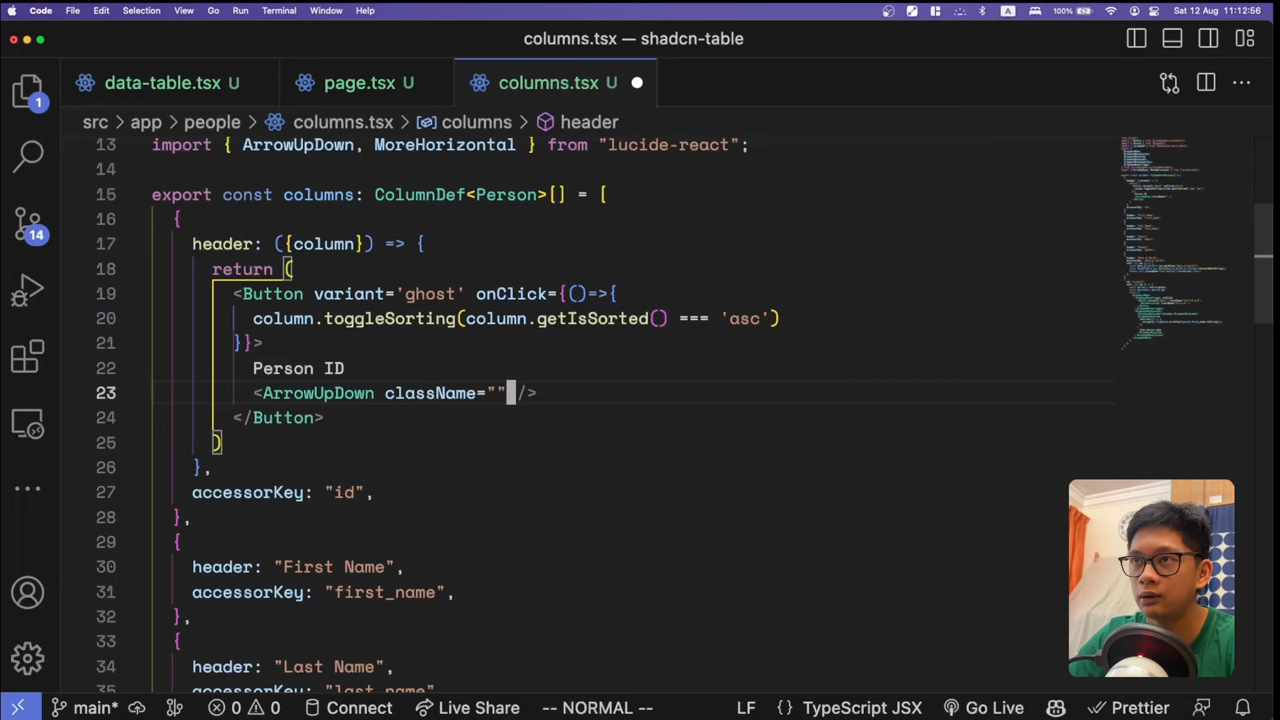 Code File Edit Selection View Go Run Terminal Window Help
A 100% Sat 12 Aug 11:12:56
columns.tsx — shadcn-table
data-table.tsx U page.tsx U columns.tsx U
src > app > people > columns.tsx > columns > header
1
14
13 import { ArrowUpDown, MoreHorizontal } from "lucide-react";
14
15 export const columns: ColumnDef<Person>[] = [
16 {
17 header: ({column}) => {
18 return (
19 <Button variant='ghost' onClick={()=>{
20 column.toggleSorting(column.getIsSorted() === 'asc')
21 }}>
22 Person ID
23 <ArrowUpDown className="" />
24 </Button>
25 )
26 },
27 accessorKey: "id",
28 },
29 {
30 header: "First Name",
31 accessorKey: "first_name",
32 },
33 {
34 header: "Last Name",
35 accessorKey: "last_name"
main* 0 0 Connect Live Share -- NORMAL -- LF {} TypeScript JSX Go Live Prettier